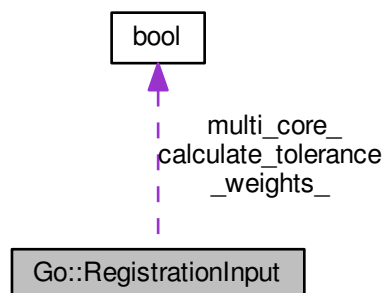 bool
multi_core_
calculate_tolerance
_weights_
Go::RegistrationInput